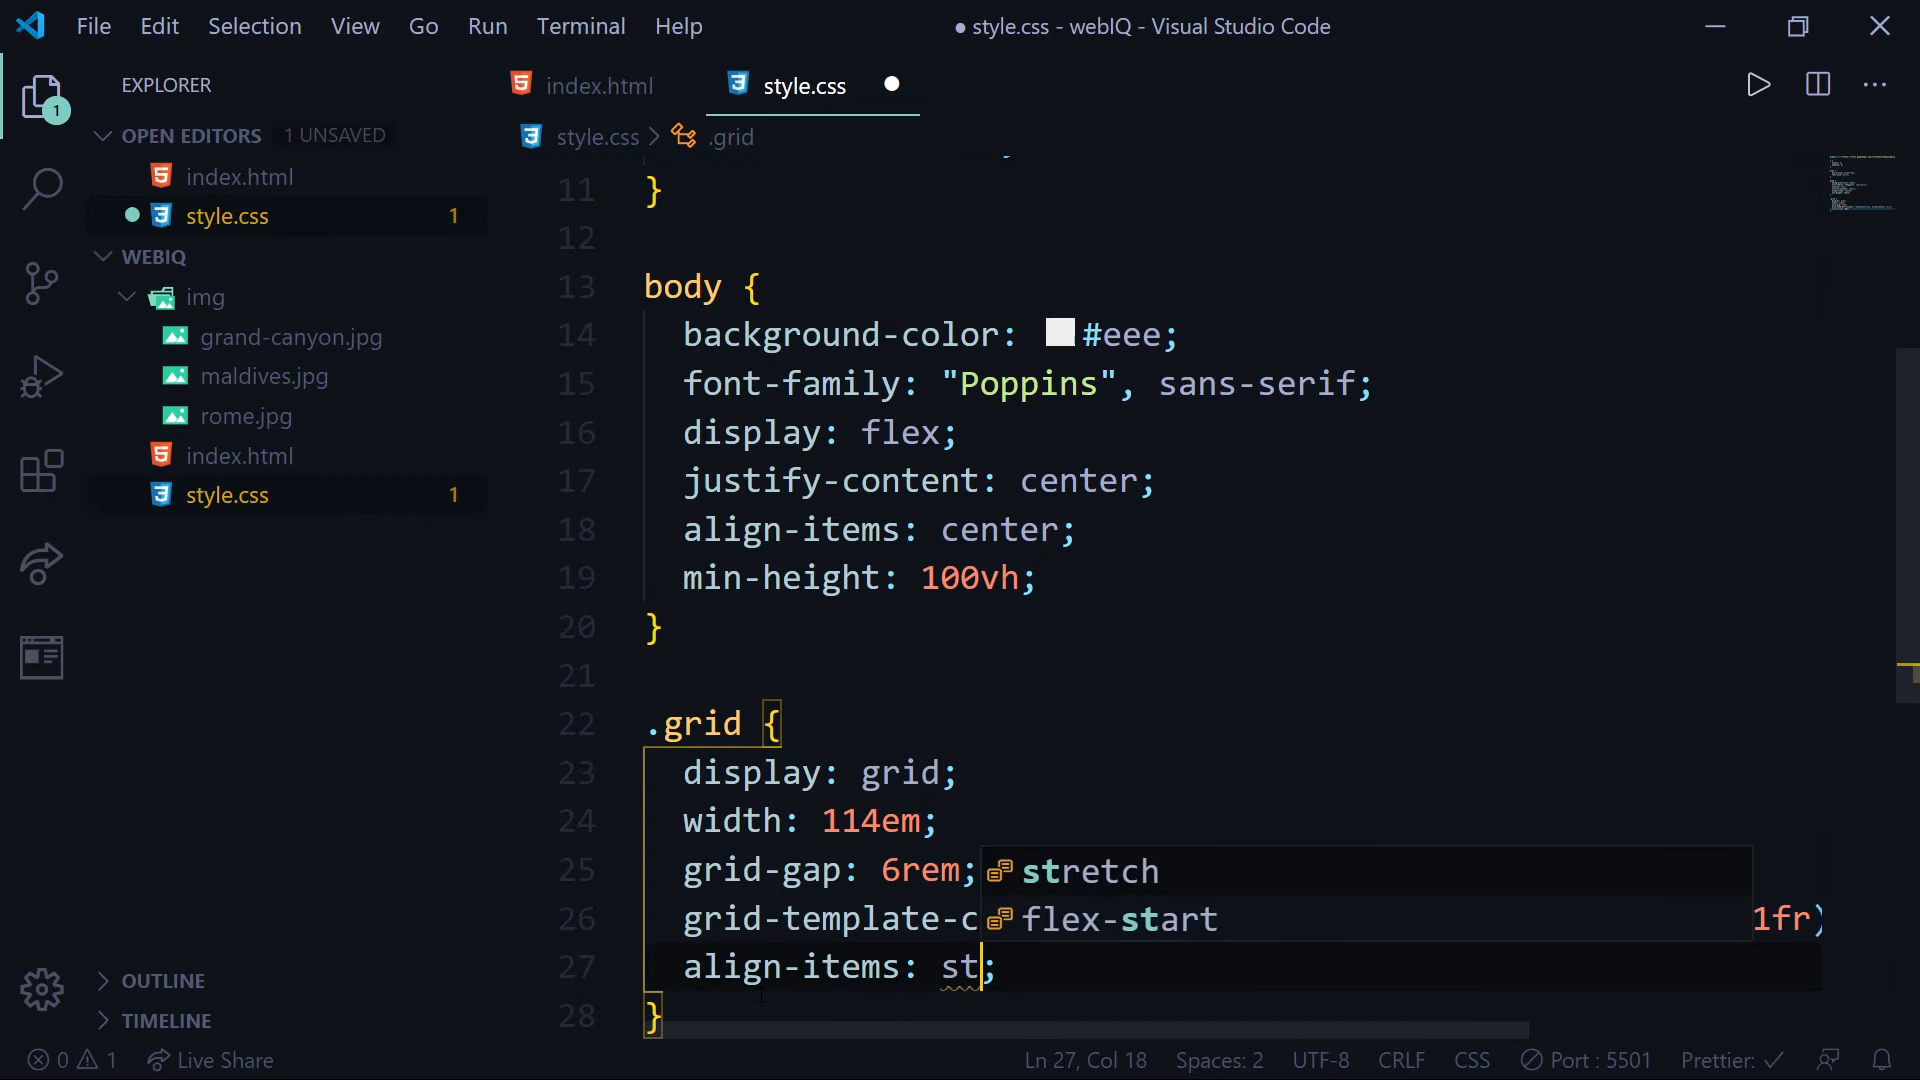 File Edit Selection View Go Run Terminal Help
● style.css - webIQ - Visual Studio Code
EXPLORER
index.html
style.css
1
OPEN EDITORS 1 UNSAVED
style.css > .grid
index.html
style.css 1
WEBIQ
img
grand-canyon.jpg
maldives.jpg
rome.jpg
index.html
style.css 1
11 }
12
13 body {
14 background-color: #eee;
15 font-family: "Poppins", sans-serif;
16 display: flex;
17 justify-content: center;
18 align-items: center;
19 min-height: 100vh;
20 }
21
22 .grid {
23 display: grid;
24 width: 114em;
25 grid-gap: 6rem;
stretch
26 grid-template-c 1fr)
flex-start
27 align-items: st;
28 }
OUTLINE
TIMELINE
0 1 Live Share
Ln 27, Col 18 Spaces: 2 UTF-8 CRLF CSS Port : 5501 Prettier: ✓